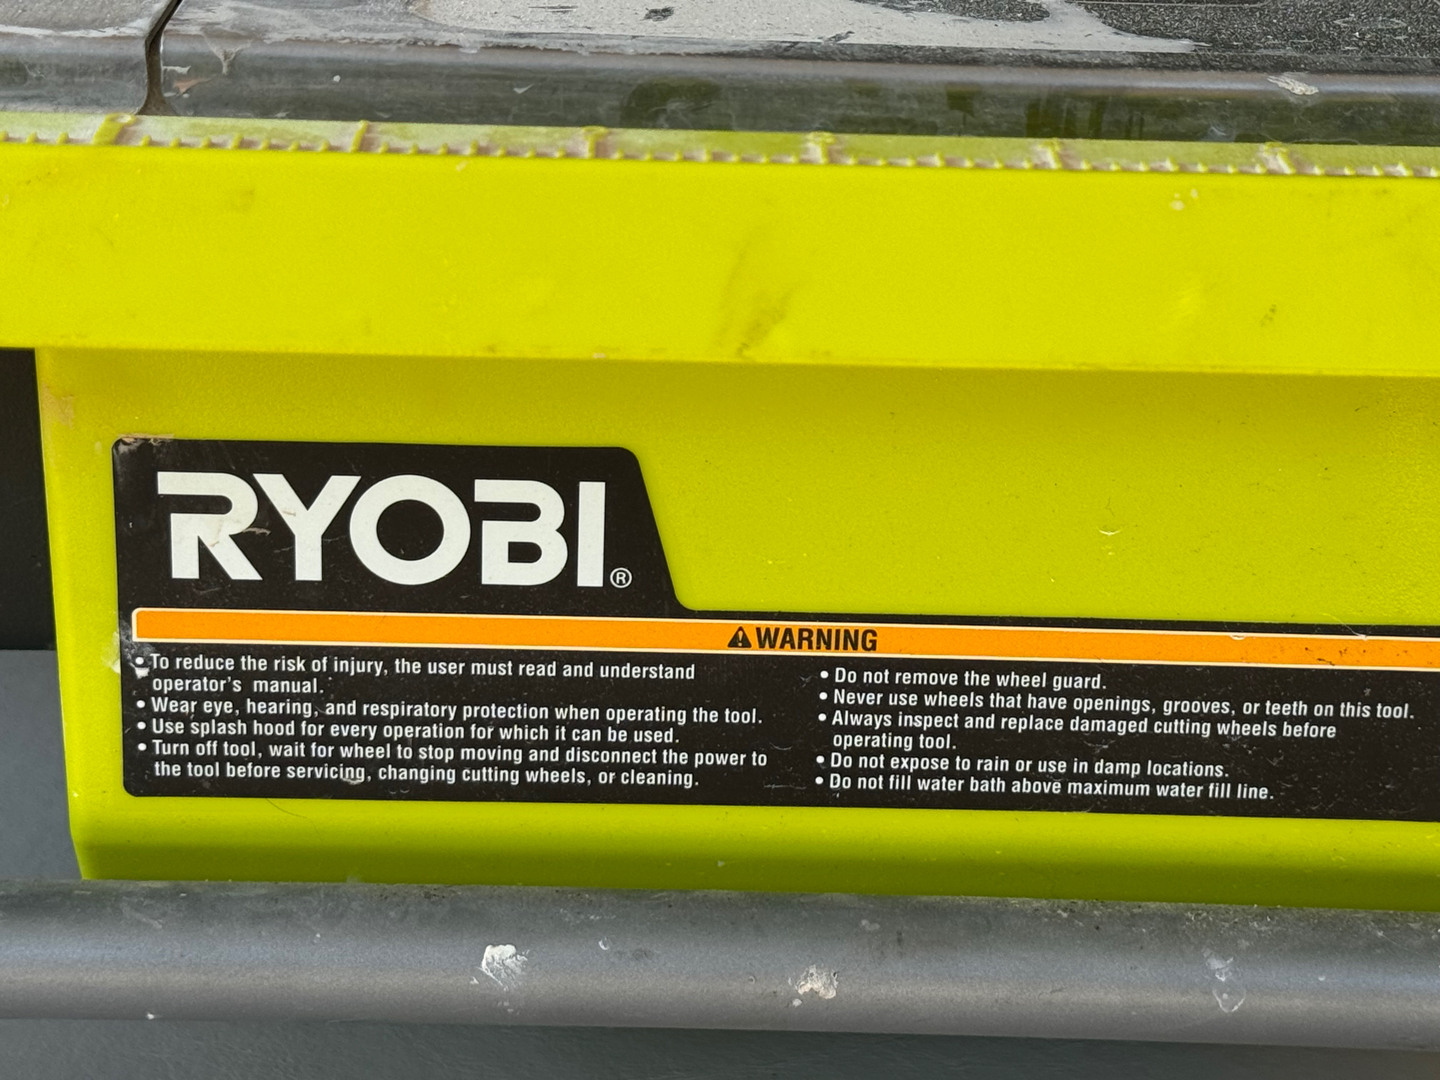 RYOBI®
⚠WARNING
• To reduce the risk of injury, the user must read and understand
operator's manual.
• Wear eye, hearing, and respiratory protection when operating the tool.
• Use splash hood for every operation for which it can be used.
• Turn off tool, wait for wheel to stop moving and disconnect the power to
the tool before servicing, changing cutting wheels, or cleaning.
• Do not remove the wheel guard.
• Never use wheels that have openings, grooves, or teeth on this tool.
• Always inspect and replace damaged cutting wheels before
operating tool.
• Do not expose to rain or use in damp locations.
• Do not fill water bath above maximum water fill line.